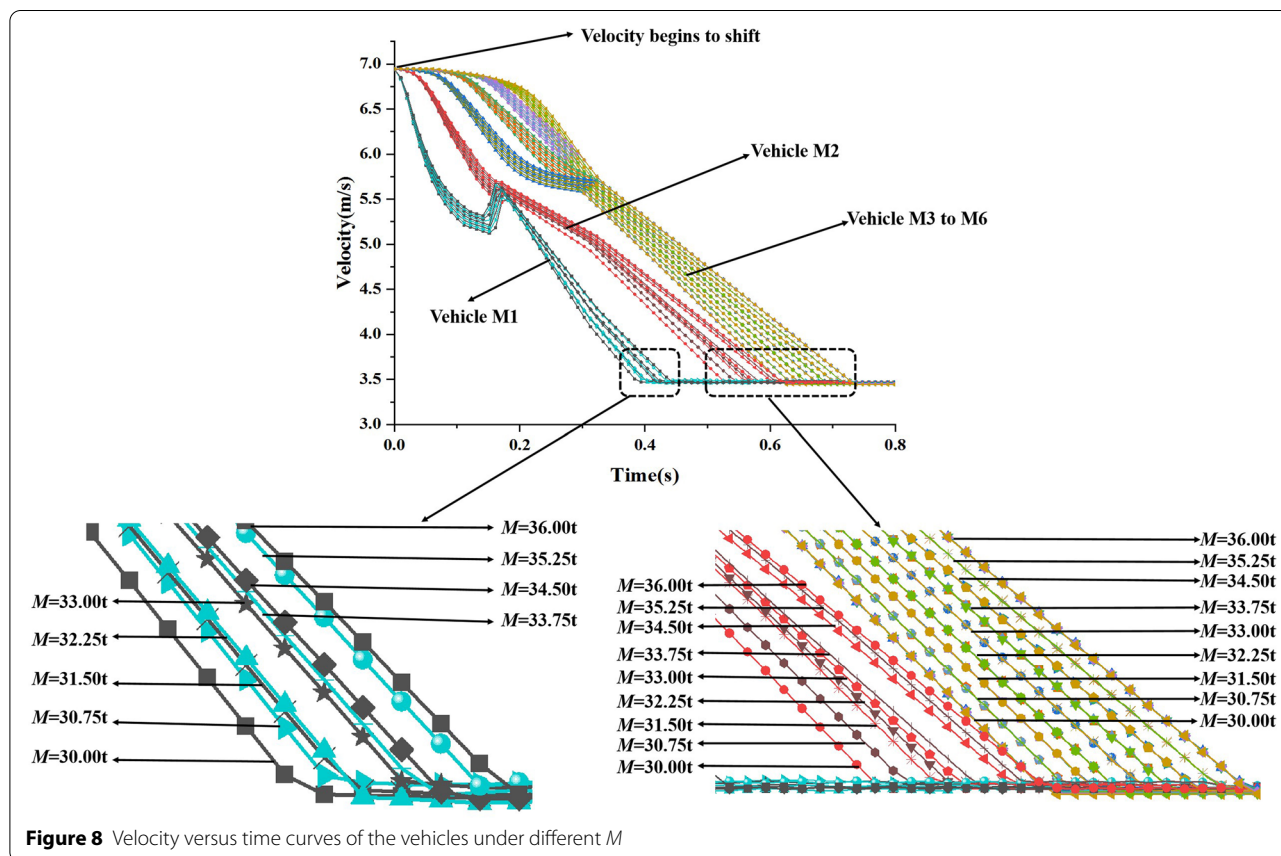 Velocity begins to shift
7.0
6.5
6.0
5.5
5.0
4.5
4.0
3.5
3.0
Velocity(m/s)
Vehicle M2
Vehicle M3 to M6
Vehicle M1
0.0 0.2 0.4 0.6 0.8
Time(s)
M=36.00t
M=35.25t
M=34.50t
M=33.75t
M=33.00t
M=32.25t
M=31.50t
M=30.75t
M=30.00t
M=36.00t
M=35.25t
M=34.50t
M=33.75t
M=33.00t
M=32.25t
M=31.50t
M=30.75t
M=30.00t
M=36.00t
M=35.25t
M=34.50t
M=33.75t
M=33.00t
M=32.25t
M=31.50t
M=30.75t
M=30.00t
Figure 8 Velocity versus time curves of the vehicles under different M